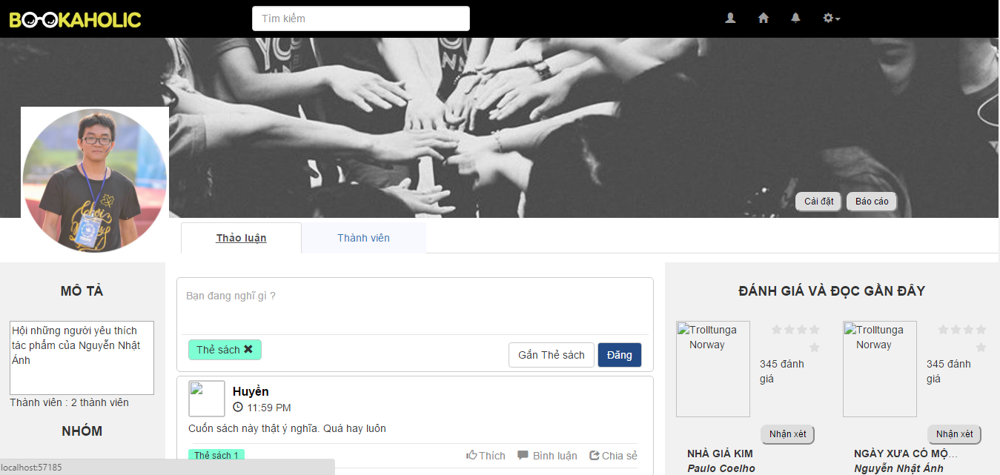 BOOKAHOLIC
Tìm kiếm
YO
Cài đặt
Báo cáo
Thảo luận
Thành viên
MÔ TẢ
Hội những người yêu thích
tác phẩm của Nguyễn Nhật
Ánh
Thành viên : 2 thành viên
NHÓM
Bạn đang nghĩ gì ?
Thẻ sách ✖
Gắn Thẻ sách
Đăng
Huyền
11:59 PM
Cuốn sách này thật ý nghĩa. Quá hay luôn
Thẻ sách 1
Thích
Bình luận
Chia sẻ
ĐÁNH GIÁ VÀ ĐỌC GẦN ĐÂY
Trolltunga
Norway
345 đánh
giá
Nhận xét
NHÀ GIẢ KIM
Paulo Coelho
Trolltunga
Norway
345 đánh
giá
Nhận xét
NGÀY XƯA CÓ MỘ…
Nguyễn Nhật Ánh
localhost:57185